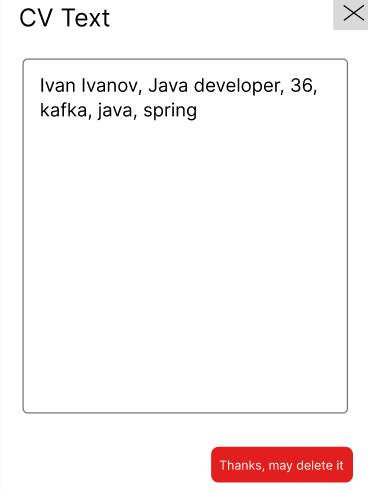 CV Text
Ivan Ivanov, Java developer, 36,
kafka, java, spring
Thanks, may delete it